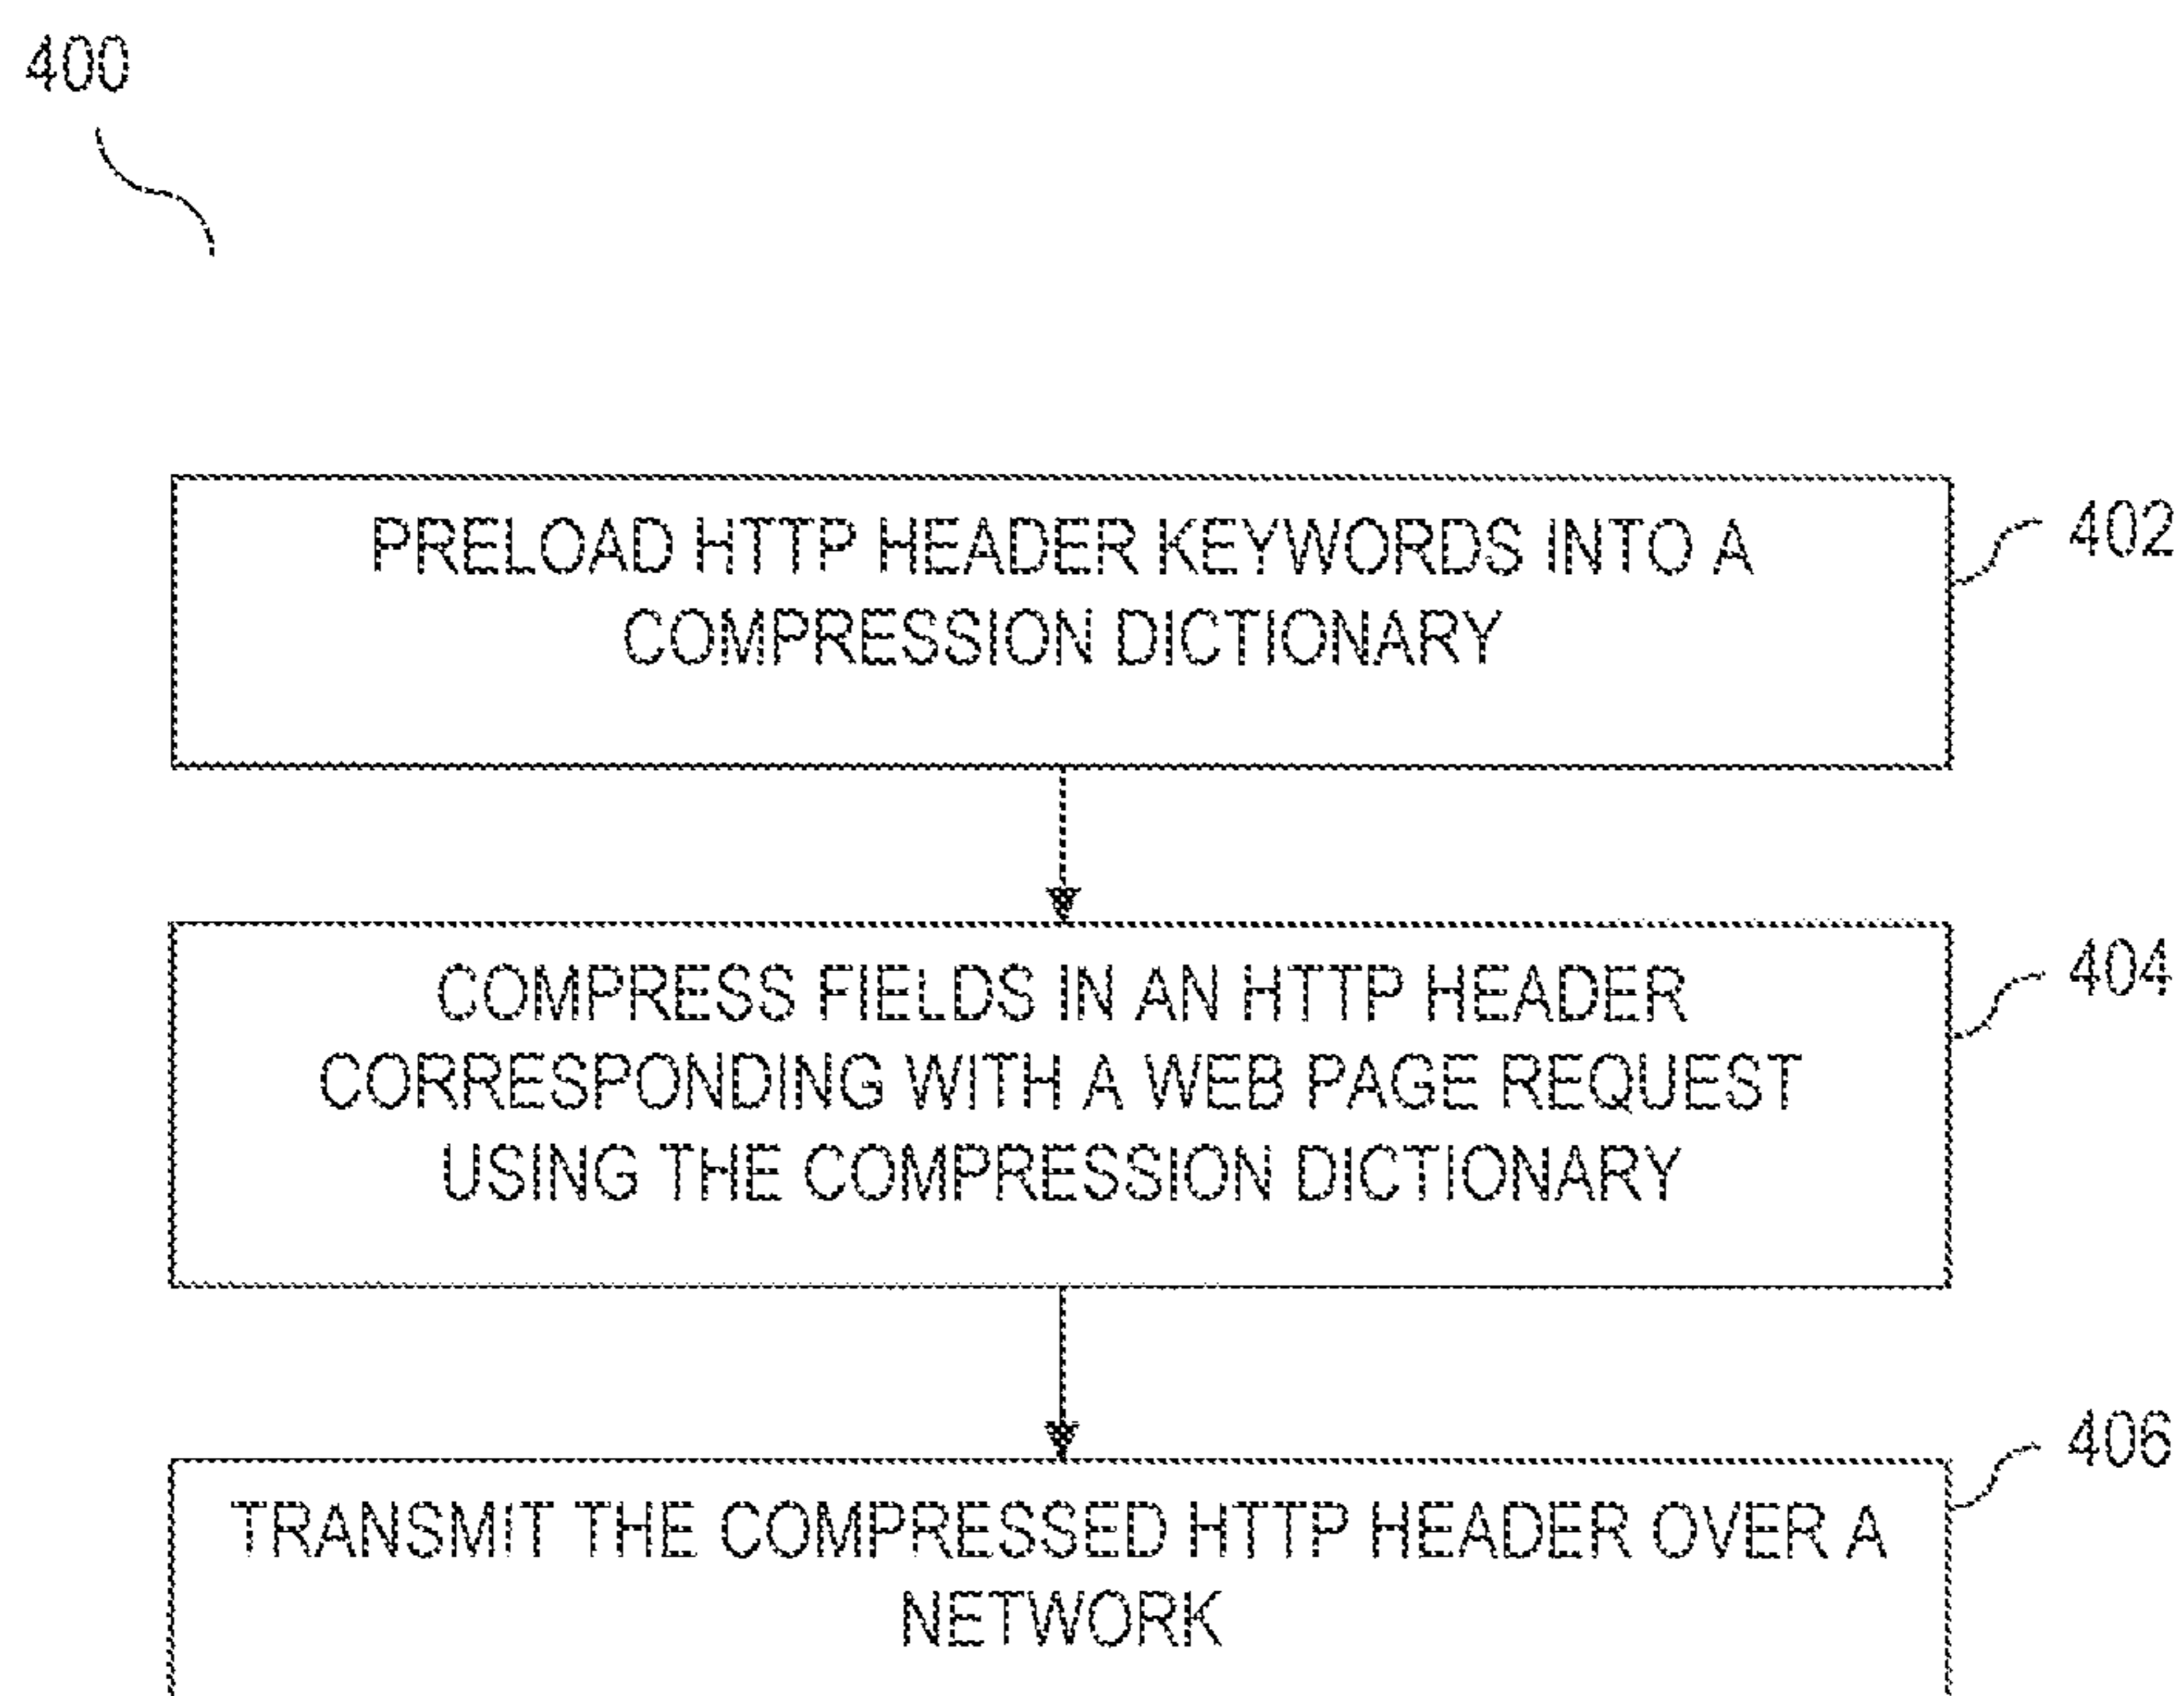 400
PRELOAD HTTP HEADER KEYWORDS INTO A
COMPRESSION DICTIONARY
402
COMPRESS FIELDS IN AN HTTP HEADER
CORRESPONDING WITH A WEB PAGE REQUEST
USING THE COMPRESSION DICTIONARY
404
TRANSMIT THE COMPRESSED HTTP HEADER OVER A
NETWORK
406